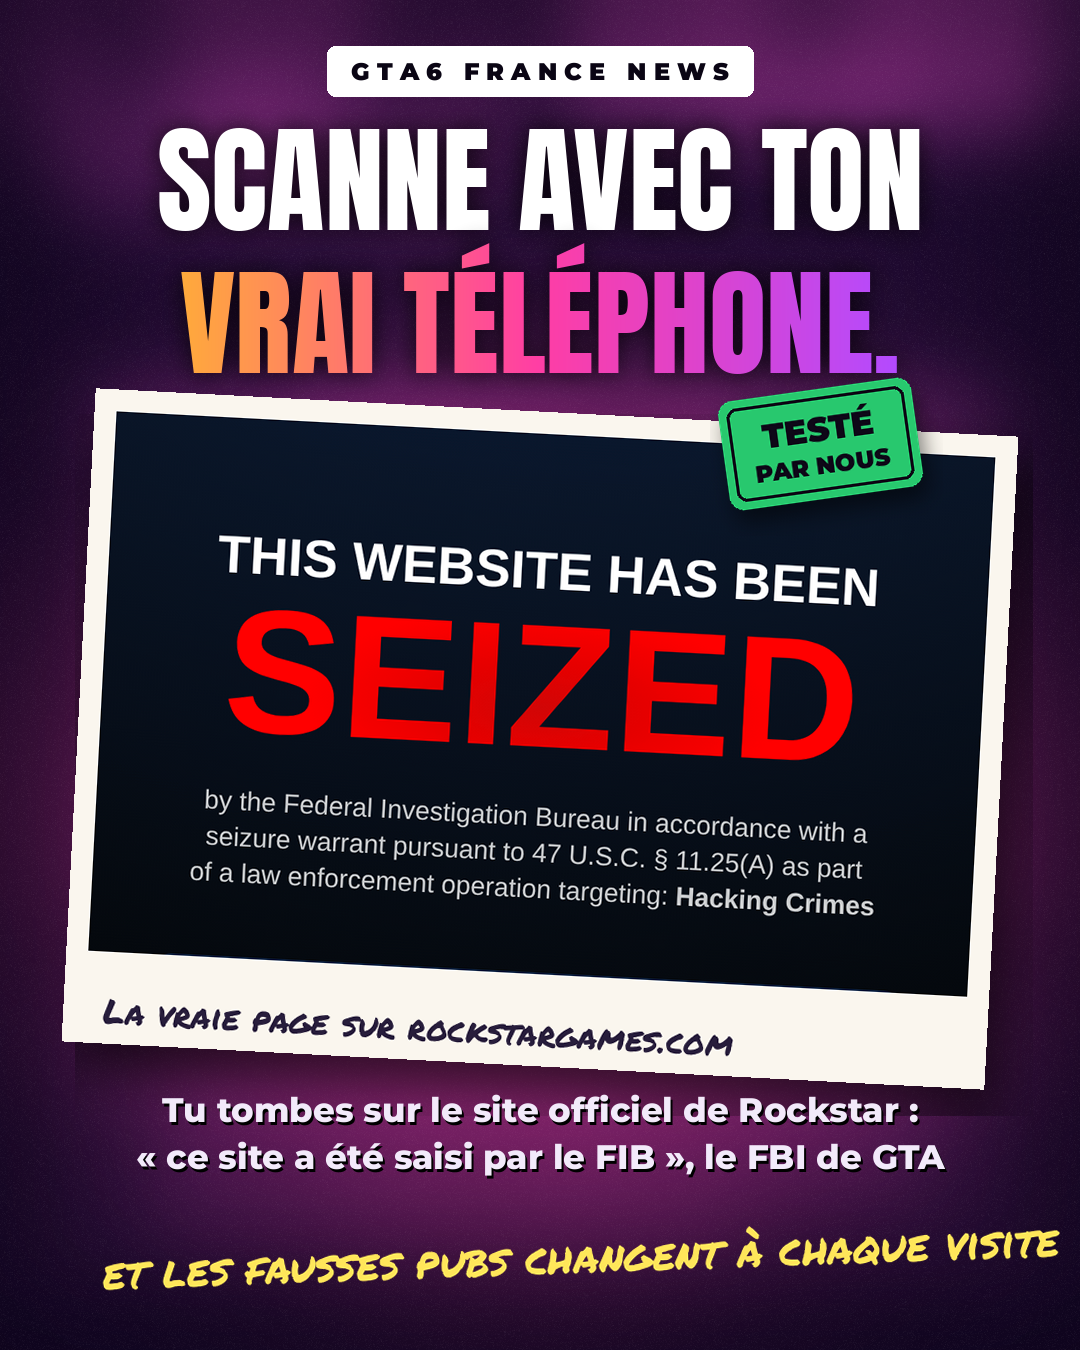 GTA6 FRANCE NEWS
SCANNE AVEC TON
VRAI TÉLÉPHONE.
TESTÉ
PAR NOUS
THIS WEBSITE HAS BEEN
SEIZED
by the Federal Investigation Bureau in accordance with a
seizure warrant pursuant to 47 U.S.C. § 11.25(A) as part
of a law enforcement operation targeting: Hacking Crimes
La vraie page sur rockstargames.com
Tu tombes sur le site officiel de Rockstar :
« ce site a été saisi par le FIB », le FBI de GTA
et les fausses pubs changent à chaque visite